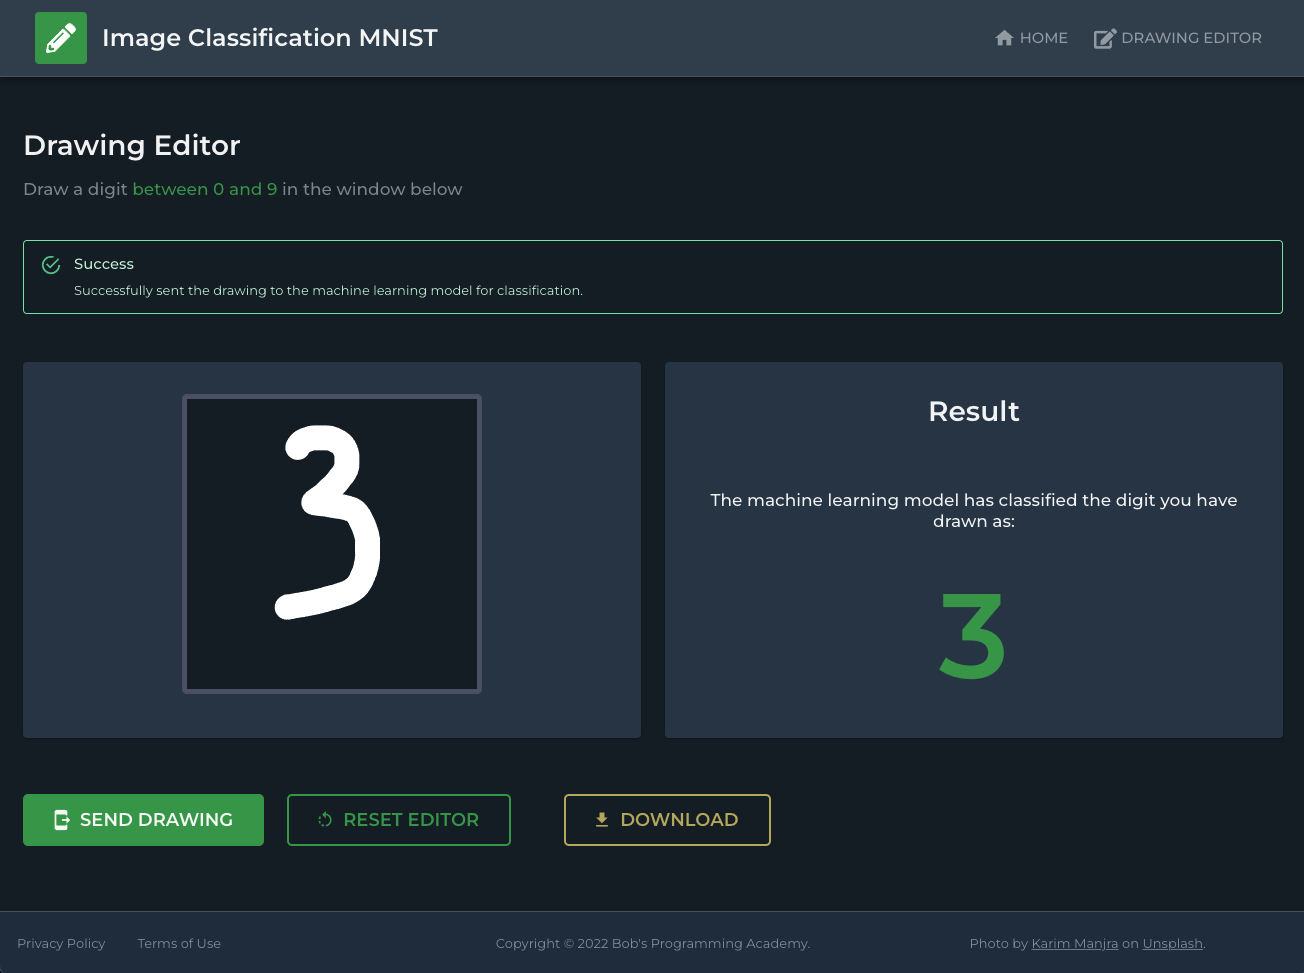 Image Classification MNIST
HOME
DRAWING EDITOR
Drawing Editor
Draw a digit between 0 and 9 in the window below
Success
Successfully sent the drawing to the machine learning model for classification.
3
Result
The machine learning model has classified the digit you have
drawn as:
3
SEND DRAWING
RESET EDITOR
DOWNLOAD
Privacy Policy
Terms of Use
Copyright © 2022 Bob's Programming Academy.
Photo by Karim Manjra on Unsplash.